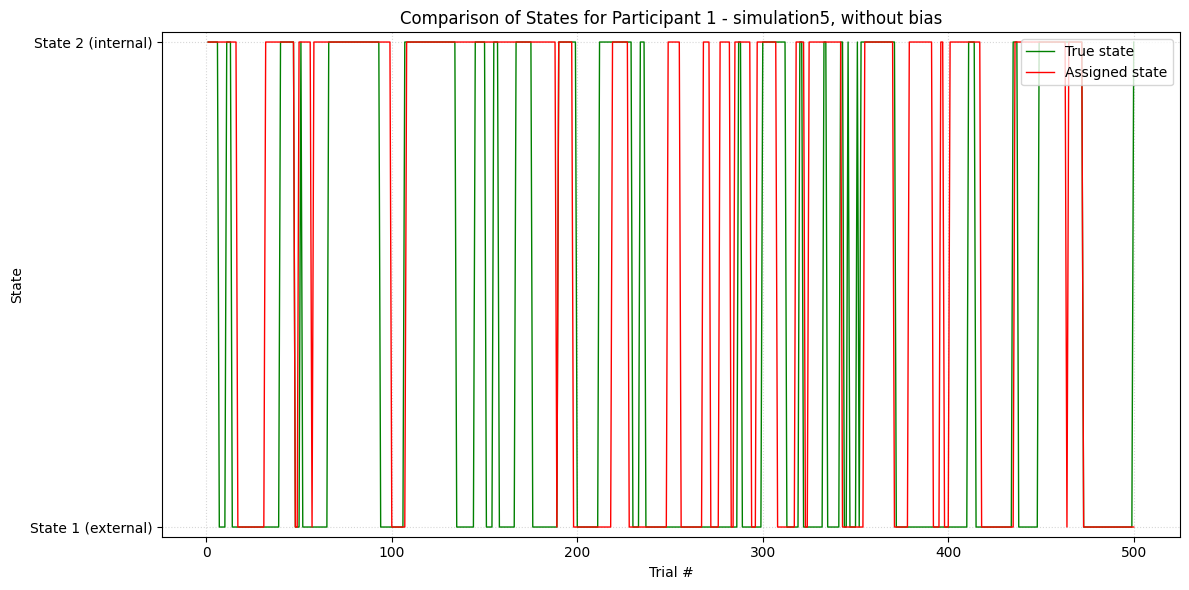 Comparison of States for Participant 1 - simulation5, without bias
State 2 (internal)
True state
Assigned state
State
State 1 (external)
0 100 200 300 400 500
Trial #